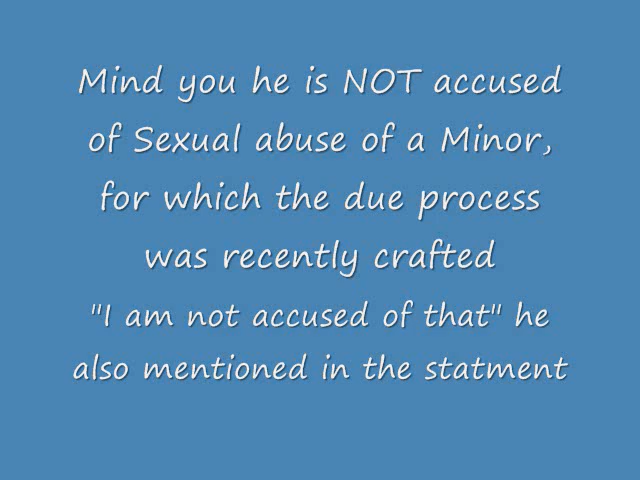 Mind you he is NOT accused
of Sexual abuse of a Minor,
for which the due process
was recently crafted
"I am not accused of that" he
also mentioned in the statment